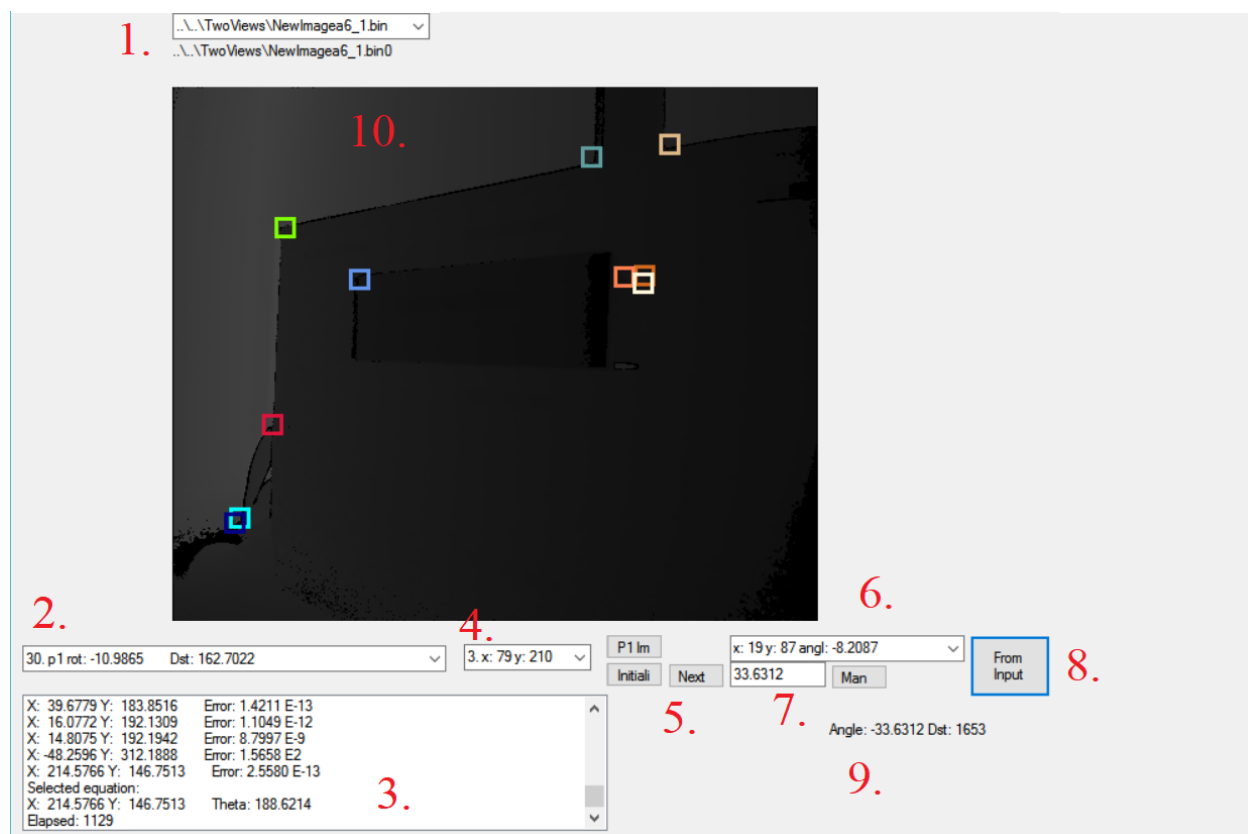 1.
..\..\TwoViews\NewImagea6_1.bin
..\..\TwoViews\NewImagea6_1.bin0
10.
2.
4.
6.
30. p1 rot: -10.9865 Dst: 162.7022
3. x: 79 y: 210
P1 Im
x: 19 y: 87 angl: -8.2087
From
Input
8.
Initiali
Next
33.6312
Man
5.
7.
Angle: -33.6312 Dst: 1653
9.
X: 39.6779 Y: 183.8516 Error: 1.4211 E-13
X: 16.0772 Y: 192.1309 Error: 1.1049 E-12
X: 14.8075 Y: 192.1942 Error: 8.7997 E-9
X: -48.2596 Y: 312.1888 Error: 1.5658 E2
X: 214.5766 Y: 146.7513 Error: 2.5580 E-13
Selected equation:
X: 214.5766 Y: 146.7513 Theta: 188.6214
Elapsed: 1129
3.